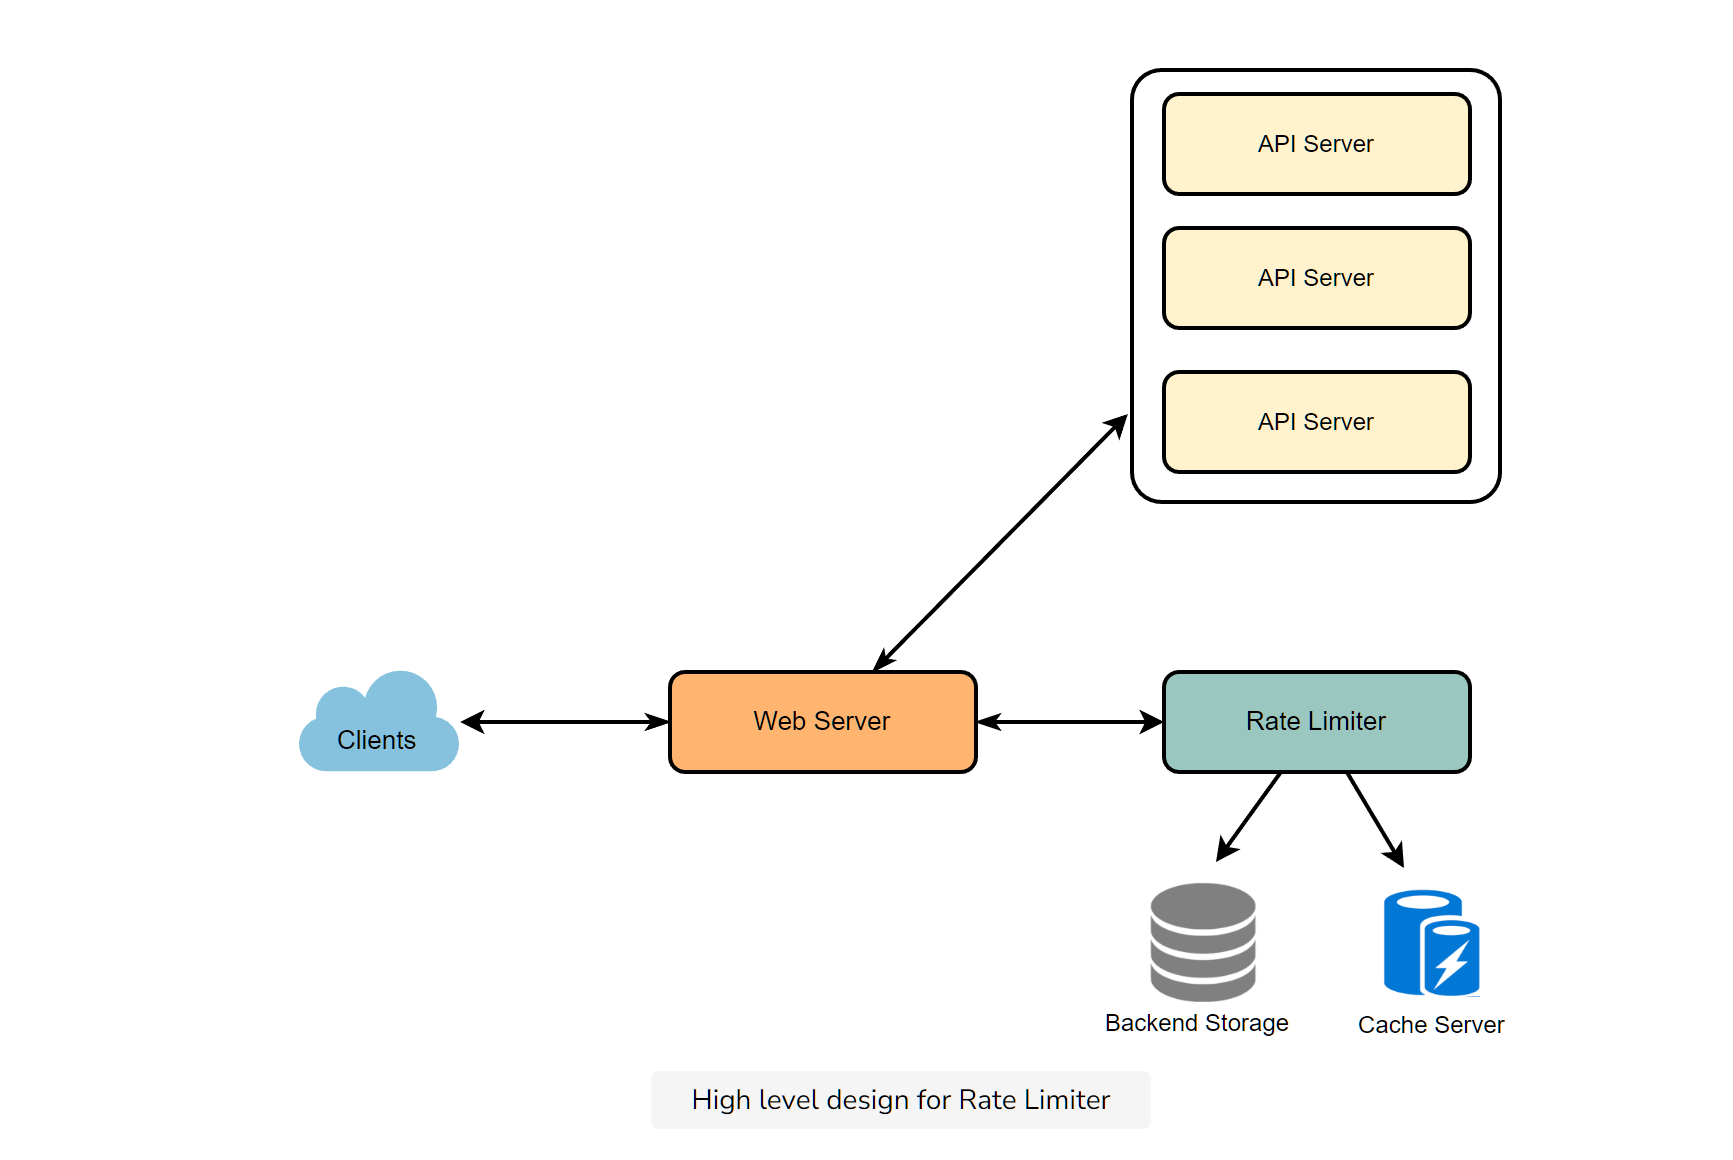 API Server
API Server
API Server
Clients
Web Server
Rate Limiter
Backend Storage
Cache Server
High level design for Rate Limiter